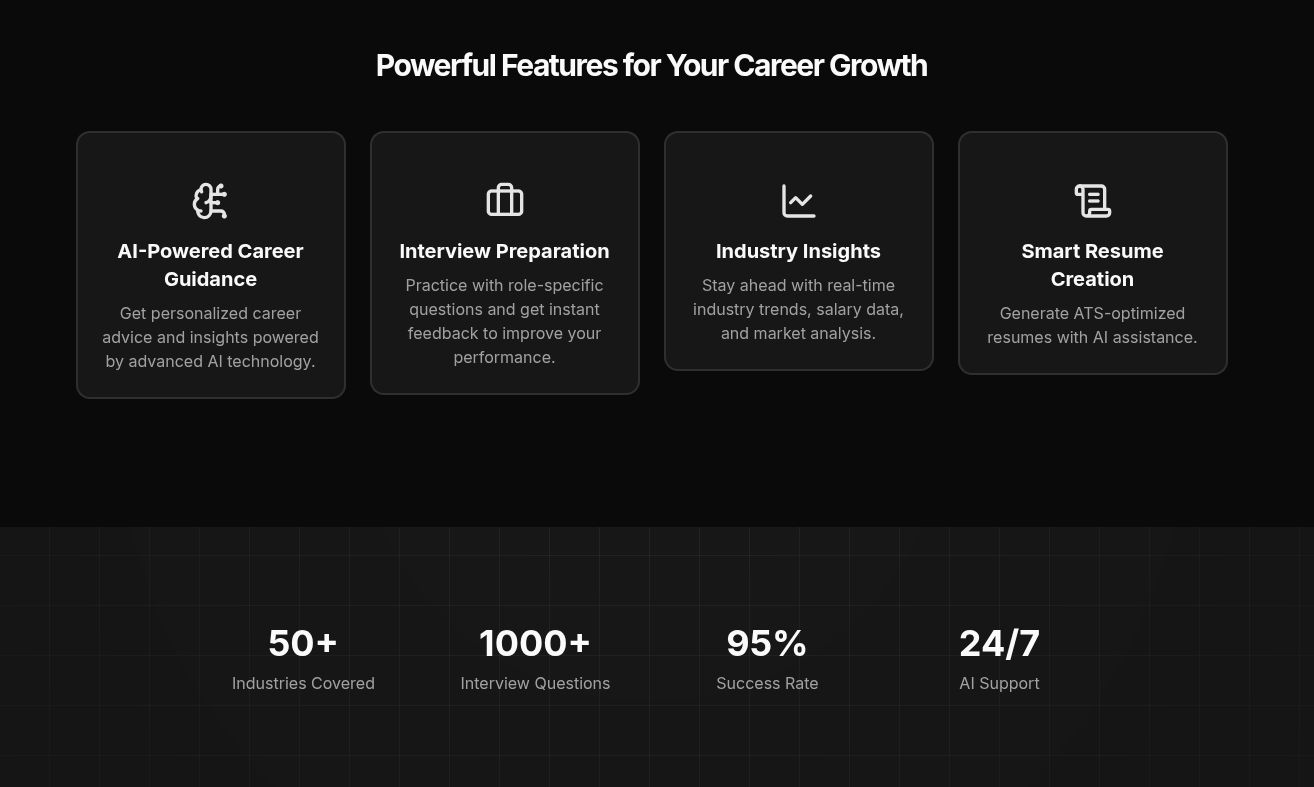 Powerful Features for Your Career Growth
AI-Powered Career
Guidance
Get personalized career
advice and insights powered
by advanced AI technology.
Interview Preparation
Practice with role-specific
questions and get instant
feedback to improve your
performance.
Industry Insights
Stay ahead with real-time
industry trends, salary data,
and market analysis.
Smart Resume
Creation
Generate ATS-optimized
resumes with AI assistance.
50+
Industries Covered
1000+
Interview Questions
95%
Success Rate
24/7
AI Support